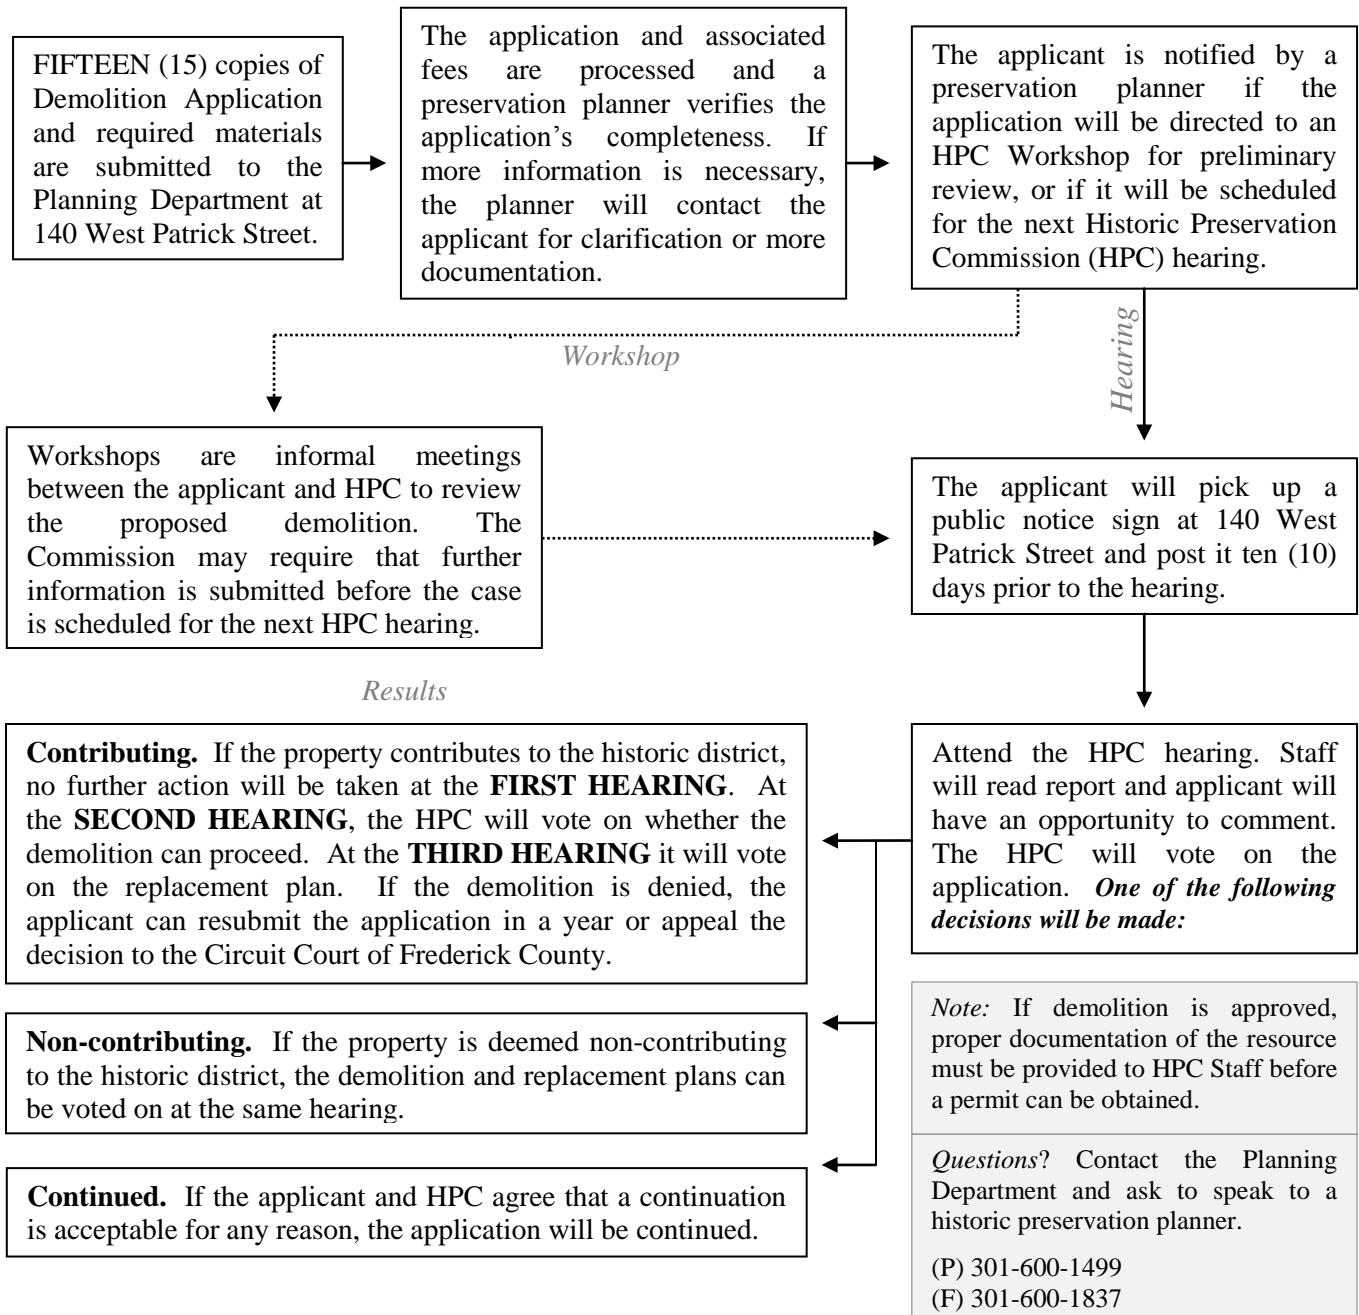 FIFTEEN (15) copies of
Demolition Application
and required materials
are submitted to the
Planning Department at
140 West Patrick Street.
The application and associated
fees are processed and a
preservation planner verifies the
application's completeness. If
more information is necessary,
the planner will contact the
applicant for clarification or more
documentation.
The applicant is notified by a
preservation planner if the
application will be directed to an
HPC Workshop for preliminary
review, or if it will be scheduled
for the next Historic Preservation
Commission (HPC) hearing.
Workshop
Hearing
Workshops are informal meetings
between the applicant and HPC to review
the proposed demolition. The
Commission may require that further
information is submitted before the case
is scheduled for the next HPC hearing.
The applicant will pick up a
public notice sign at 140 West
Patrick Street and post it ten (10)
days prior to the hearing.
Results
Contributing. If the property contributes to the historic district,
no further action will be taken at the FIRST HEARING. At
the SECOND HEARING, the HPC will vote on whether the
demolition can proceed. At the THIRD HEARING it will vote
on the replacement plan. If the demolition is denied, the
applicant can resubmit the application in a year or appeal the
decision to the Circuit Court of Frederick County.
Attend the HPC hearing. Staff
will read report and applicant will
have an opportunity to comment.
The HPC will vote on the
application. One of the following
decisions will be made:
Non-contributing. If the property is deemed non-contributing
to the historic district, the demolition and replacement plans can
be voted on at the same hearing.
Continued. If the applicant and HPC agree that a continuation
is acceptable for any reason, the application will be continued.
Note: If demolition is approved,
proper documentation of the resource
must be provided to HPC Staff before
a permit can be obtained.
Questions? Contact the Planning
Department and ask to speak to a
historic preservation planner.
(P) 301-600-1499
(F) 301-600-1837